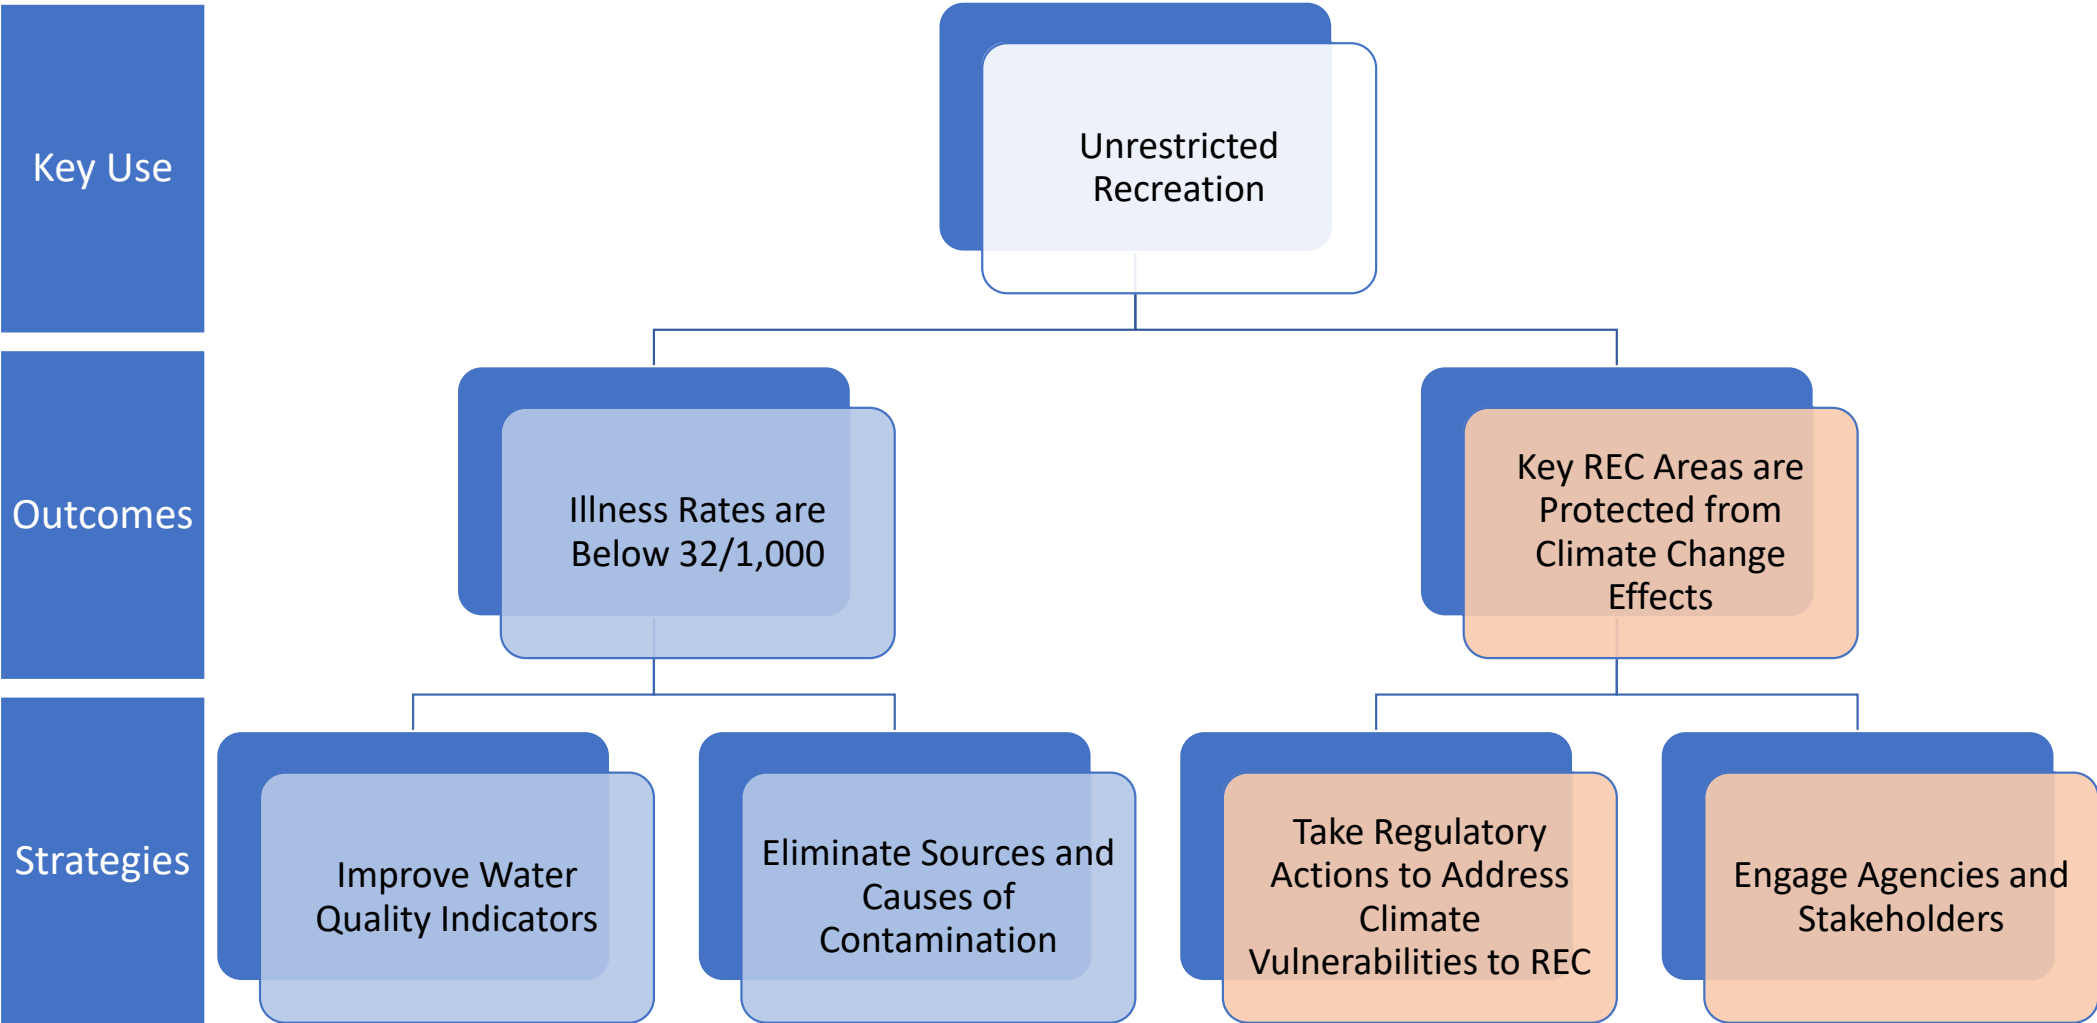 Key Use
Unrestricted
Recreation
Outcomes
Illness Rates are
Below 32/1,000
Key REC Areas are
Protected from
Climate Change
Effects
Strategies
Improve Water
Quality Indicators
Eliminate Sources and
Causes of
Contamination
Take Regulatory
Actions to Address
Climate
Vulnerabilities to REC
Engage Agencies and
Stakeholders